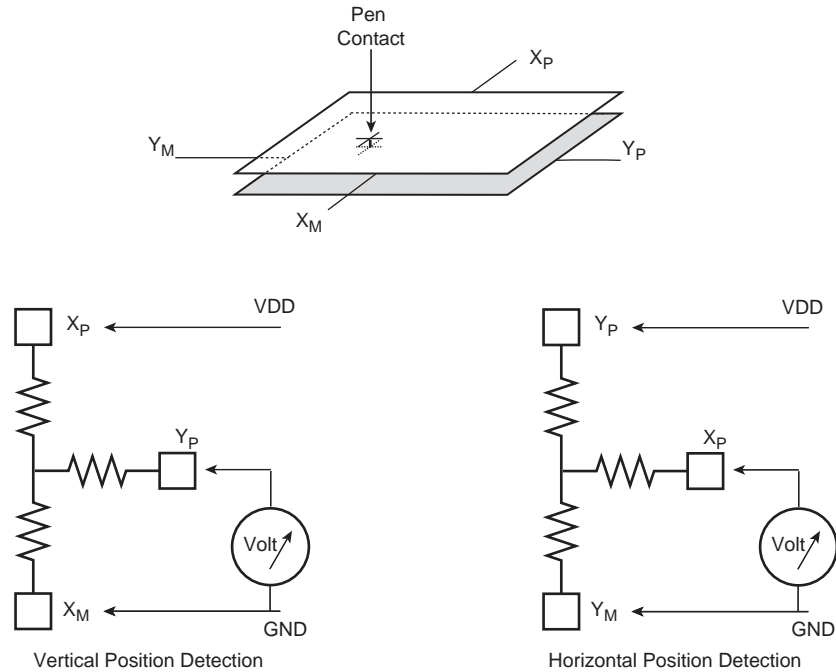 Pen
Contact
XP
YM
YP
XM
VDD
XP
YP
Volt
XM
GND
Vertical Position Detection
VDD
YP
XP
Volt
YM
GND
Horizontal Position Detection